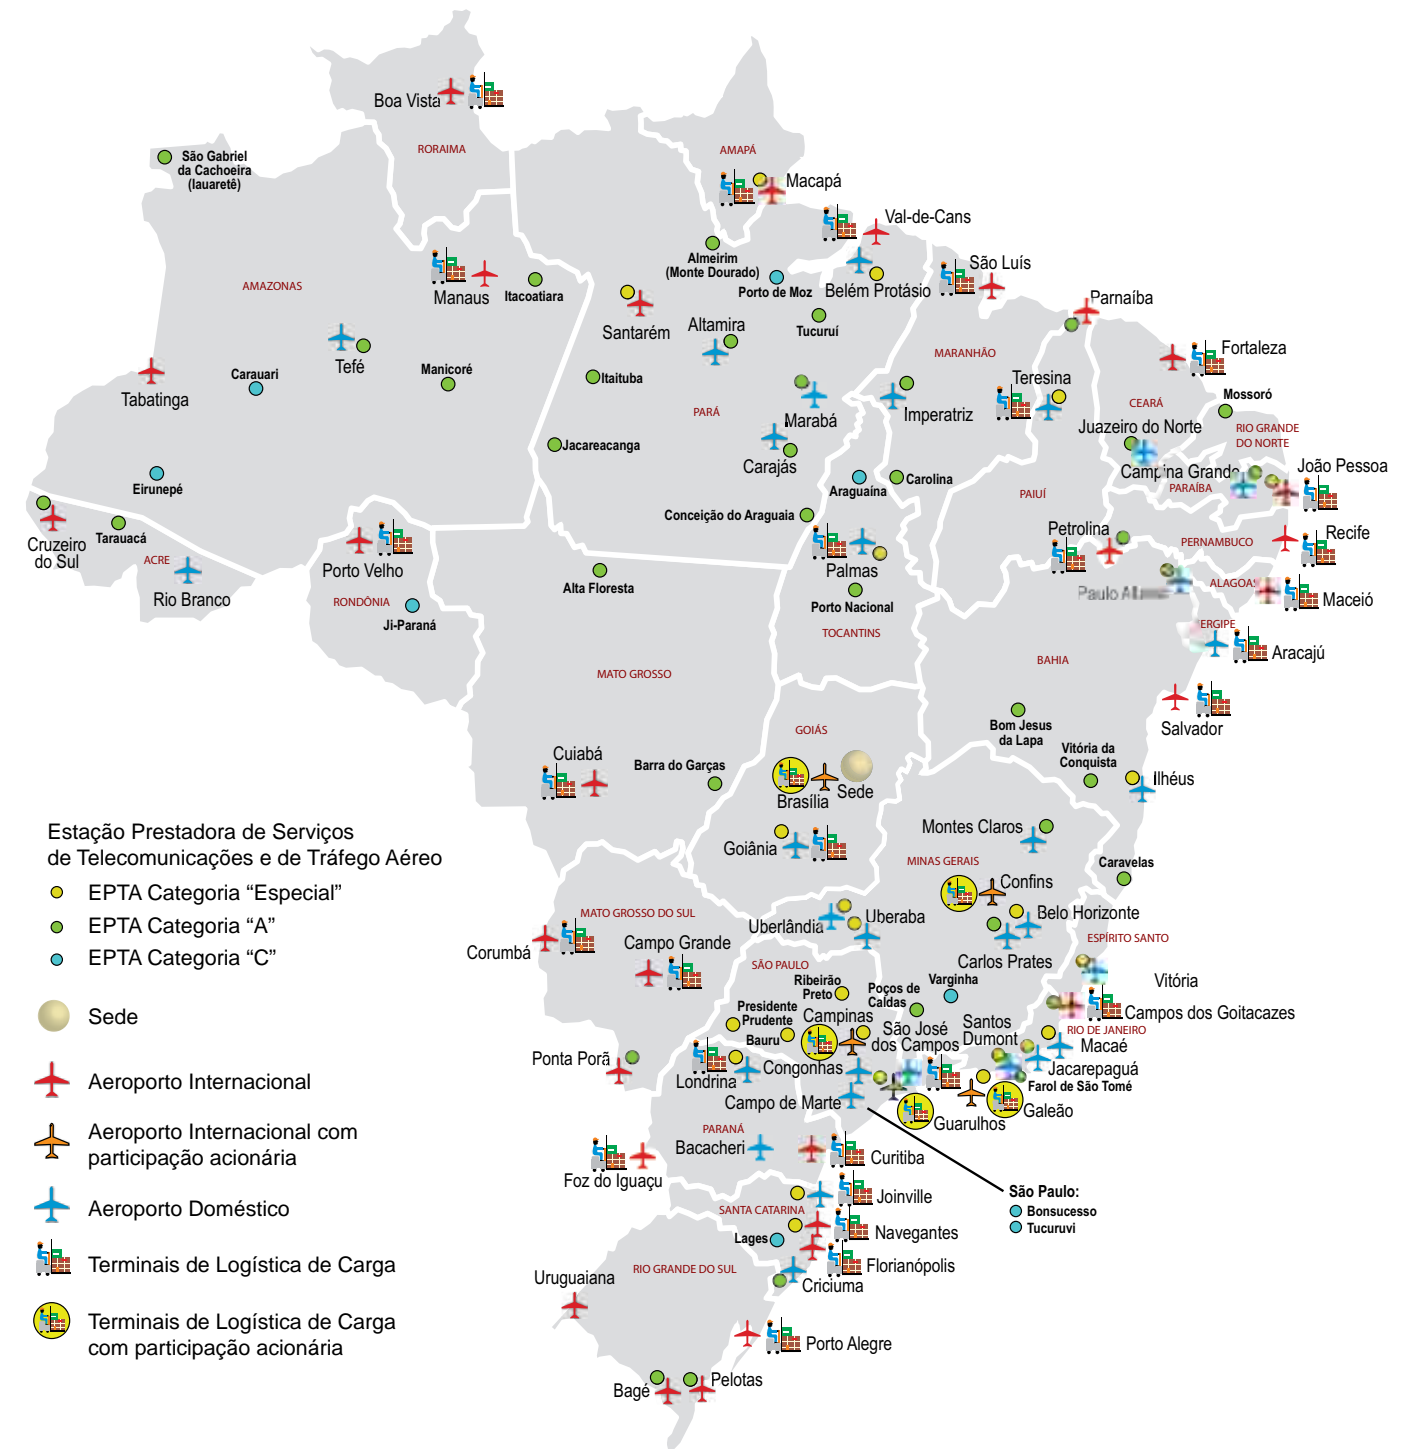 Boa Vista
RORAIMA
AMAPÁ
São Gabriel
da Cachoeira
(Iauaretê)
Macapá
Val-de-Cans
Almeirim
(Monte Dourado)
São Luís
Manaus
Itacoatiara
AMAZONAS
Porto de Moz
Belém Protásio
Parnaíba
Santarém
Altamira
Tucuruí
Fortaleza
Tefé
MARANHÃO
Teresina
Carauari
Manicoré
Itaituba
Tabatinga
CEARÁ
Mossoró
PARÁ
Marabá
Imperatriz
Juazeiro do Norte
RIO GRANDE
DO NORTE
Jacareacanga
Carajás
Campina Grande
João Pessoa
Eirunepé
Araguaína
Carolina
PAIUÍ
PARAÍBA
Conceição do Araguaia
Petrolina
Tarauacá
Cruzeiro
do Sul
ACRE
Porto Velho
Palmas
PERNAMBUCO
Recife
Rio Branco
RONDÔNIA
Alta Floresta
Porto Nacional
Paulo
ALAGOAS
Maceió
Ji-Paraná
TOCANTINS
ERGIPE
Aracajú
MATO GROSSO
BAHIA
Salvador
GOIÁS
Bom Jesus
da Lapa
Vitória da
Conquista
Cuiabá
Barra do Garças
Brasília
Sede
Ilhéus
Montes Claros
Goiânia
MINAS GERAIS
Caravelas
Confins
Estação Prestadora de Serviços
de Telecomunicações e de Tráfego Aéreo
EPTA Categoria “Especial”
EPTA Categoria “A”
EPTA Categoria “C”
Sede
Aeroporto Internacional
Aeroporto Internacional com
participação acionária
Aeroporto Doméstico
Terminais de Logística de Carga
Terminais de Logística de Carga
com participação acionária
MATO GROSSO DO SUL
Uberlândia
Uberaba
Belo Horizonte
Corumbá
Campo Grande
Carlos Prates
ESPÍRITO SANTO
SÃO PAULO
Ribeirão
Preto
Poços de
Caldas
Varginha
Vitória
Presidente
Prudente
Campinas
São José
dos Campos
Santos
Dumont
Campos dos Goitacazes
Bauru
RIO DE JANEIRO
Macaé
Ponta Porã
Londrina
Congonhas
Jacarepaguá
Farol de São Tomé
Campo de Marte
Guarulhos
Galeão
PARANÁ
Bacacheri
Curitiba
Foz do Iguaçu
São Paulo:
Bonsucesso
Tucuruvi
Joinville
SANTA CATARINA
Navegantes
Lages
Florianópolis
RIO GRANDE DO SUL
Uruguaiana
Criciuma
Porto Alegre
Bagé
Pelotas